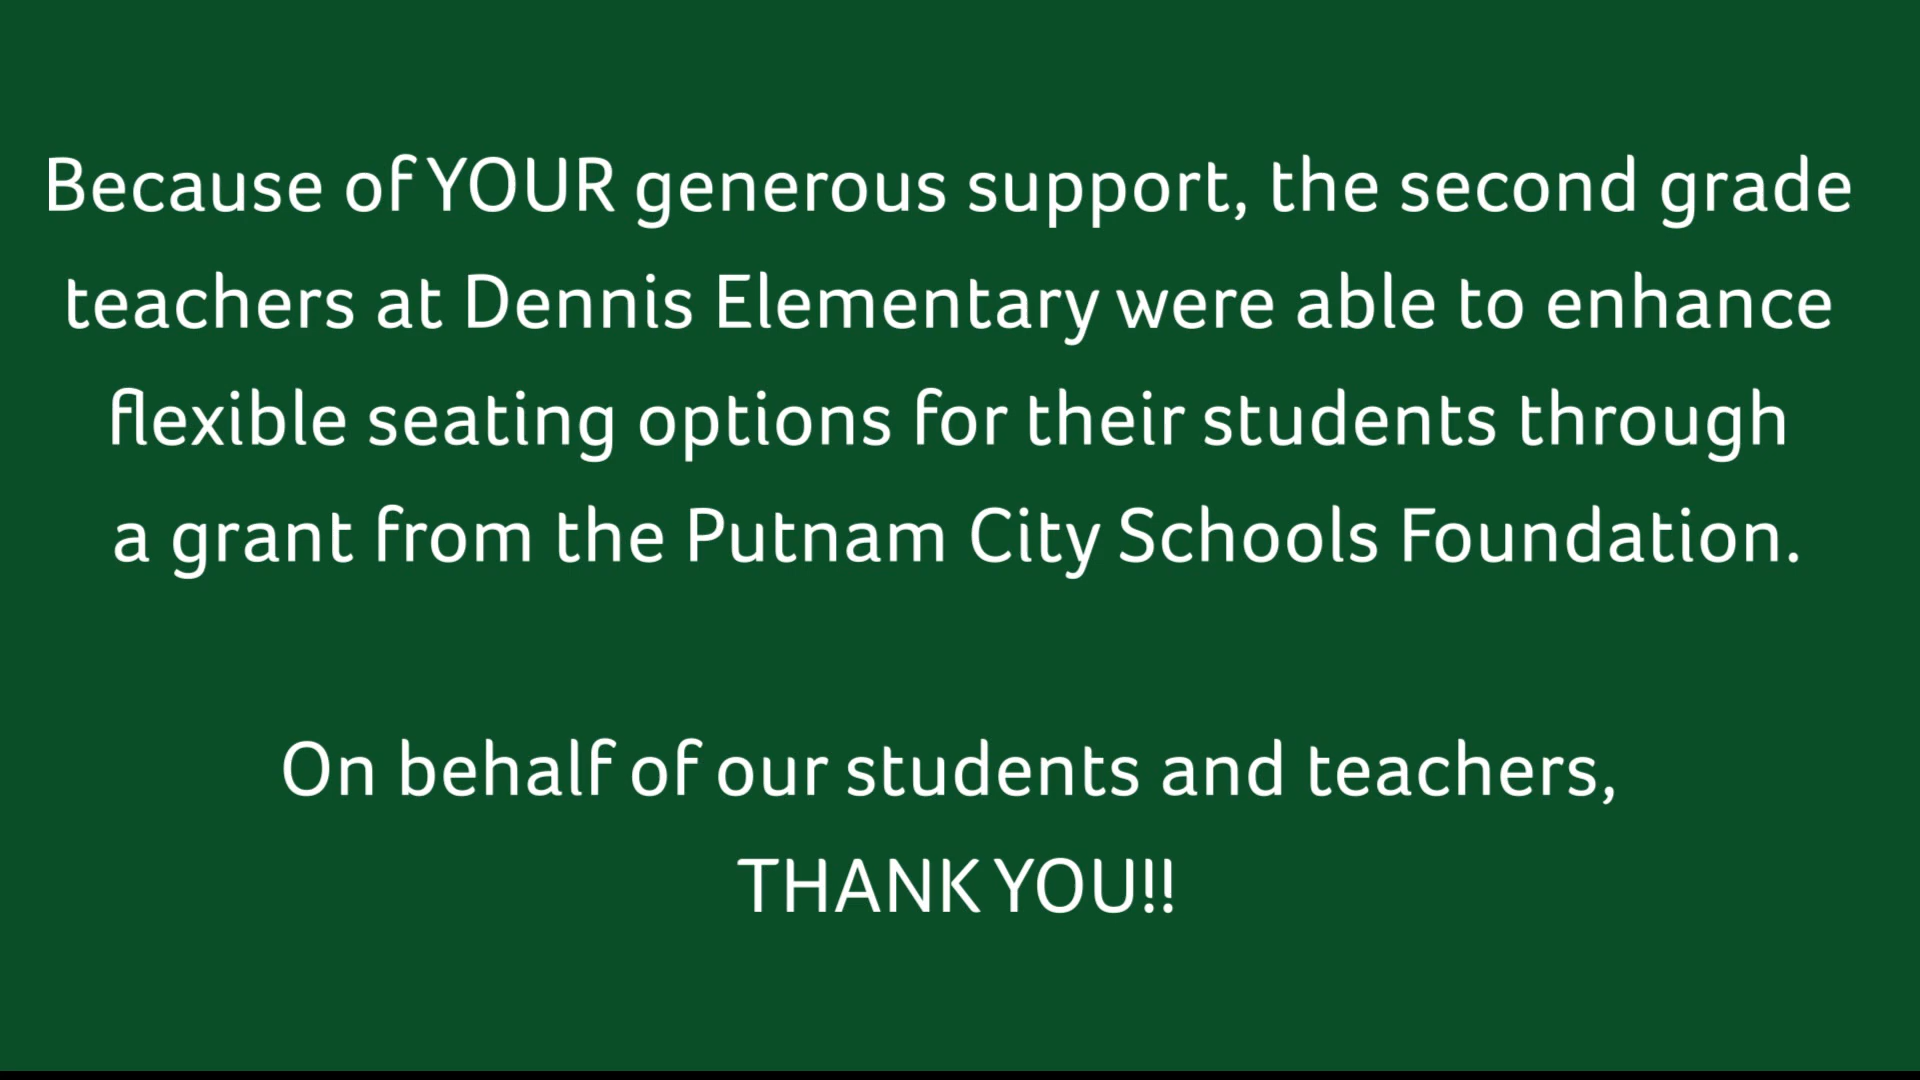 Because of YOUR generous support, the second grade
teachers at Dennis Elementary were able to enhance
flexible seating options for their students through
a grant from the Putnam City Schools Foundation.
On behalf of our students and teachers,
THANK YOU!!